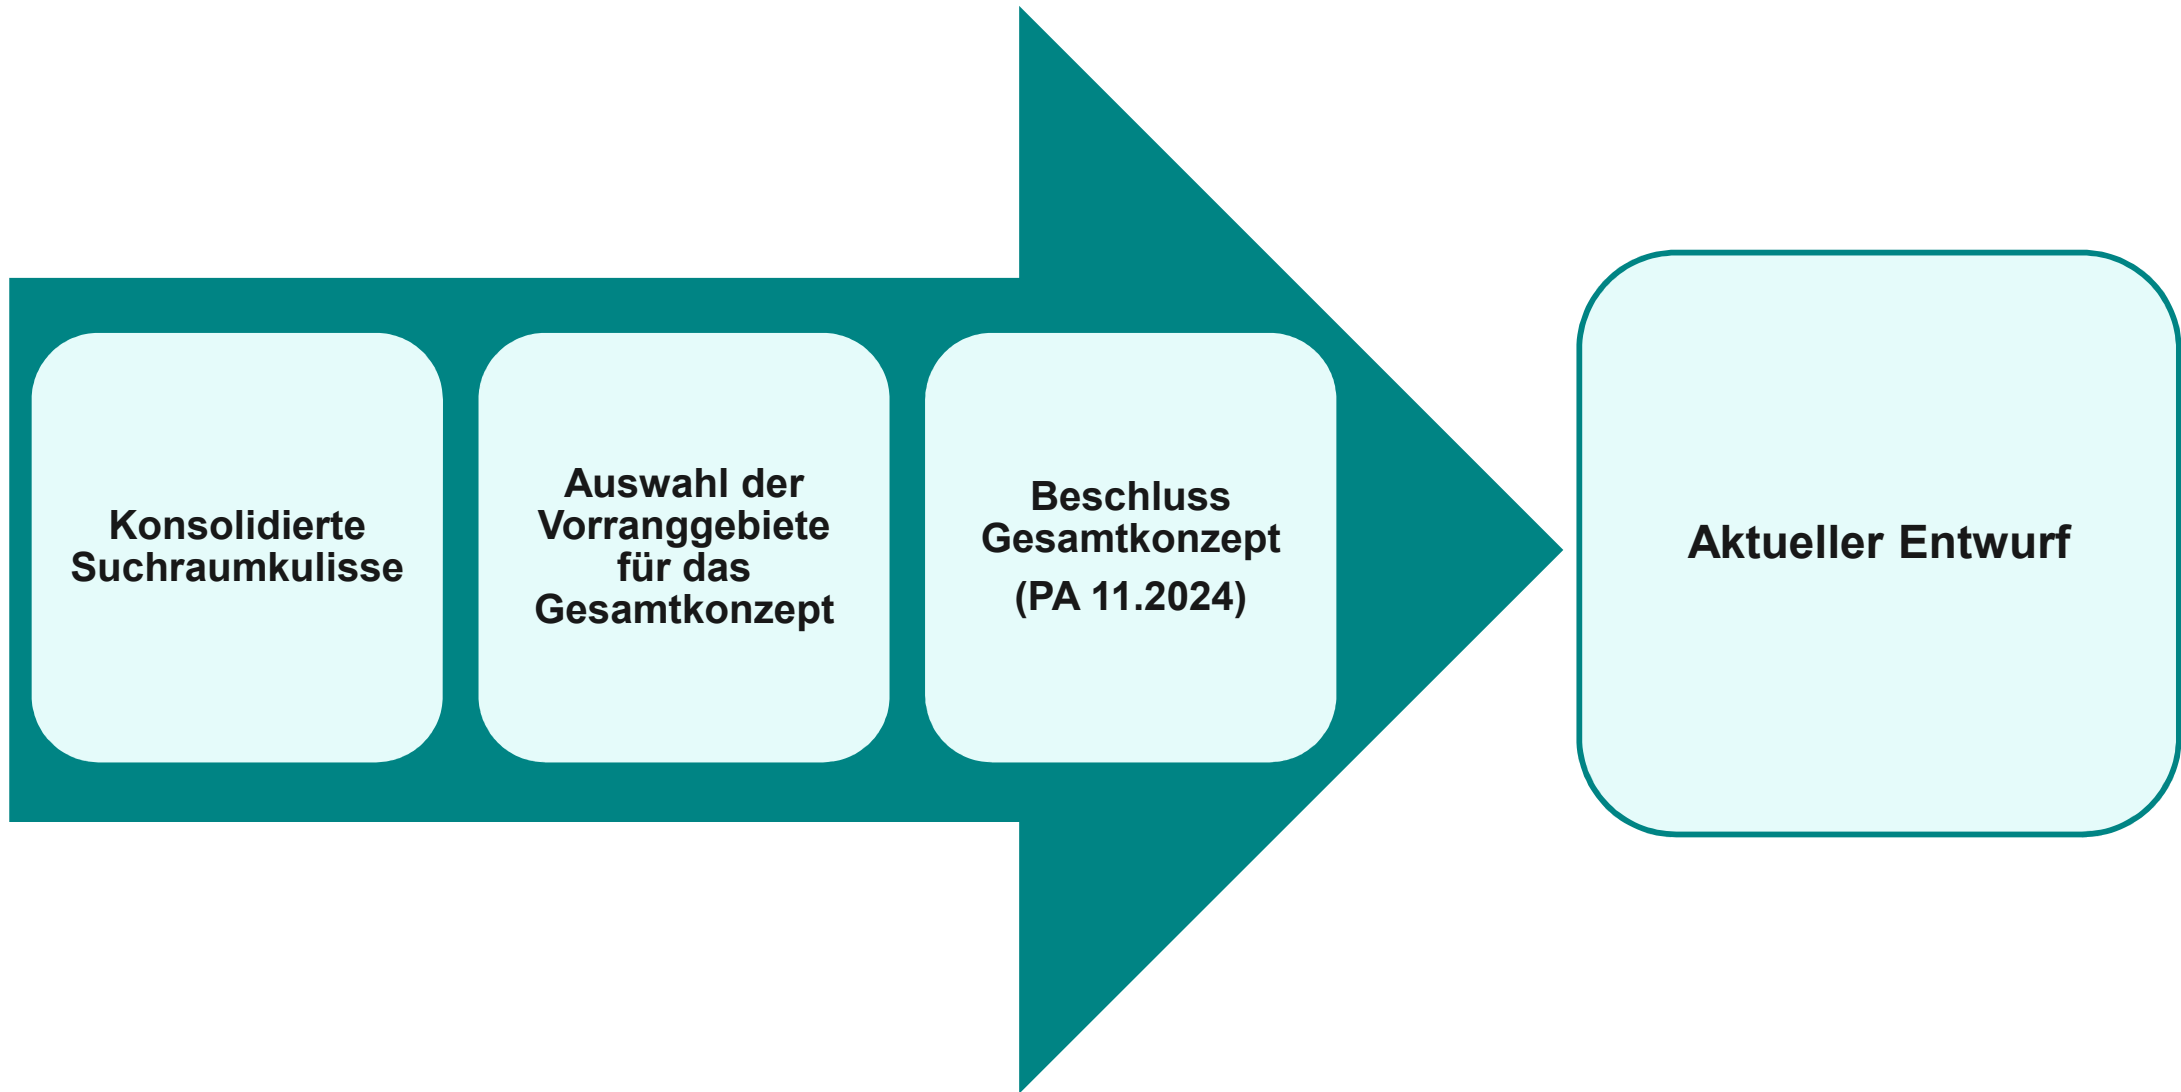 Konsolidierte
Suchraumkulisse
Auswahl der
Vorranggebiete
für das
Gesamtkonzept
Beschluss
Gesamtkonzept
(PA 11.2024)
Aktueller Entwurf